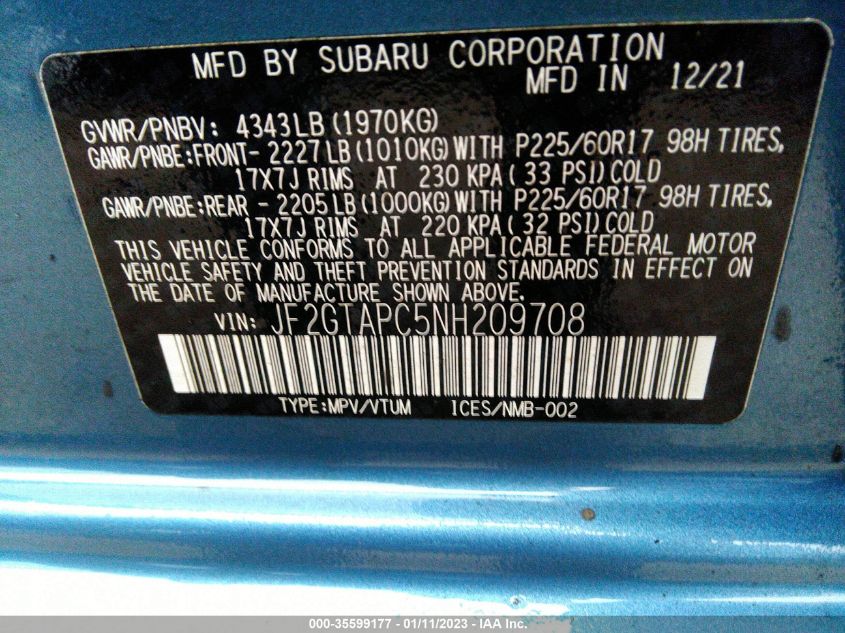 MFD BY SUBARU CORPORATION
MFD IN 12/21
GVWR/PNBV: 4343LB(1970KG)
GAWR/PNBE:FRONT- 2227LB(1010KG)WITH P225/60R17 98H TIRES,
17X7J RIMS AT 230 KPA( 33 PSI)COLD
GAWR/PNBE:REAR - 2205LB(1000KG)WITH P225/60R17 98H TIRES,
17X7J RIMS AT 220 KPA( 32 PSI)COLD
THIS VEHICLE CONFORMS TO ALL APPLICABLE FEDERAL MOTOR
VEHICLE SAFETY AND THEFT PREVENTION STANDARDS IN EFFECT ON
THE DATE OF MANUFACTURE SHOWN ABOVE.
VIN: JF2GTAPC5NH209708
TYPE:MPV/VTUM ICES/NMB-002
000-35599177 - 01/11/2023 - IAA Inc.